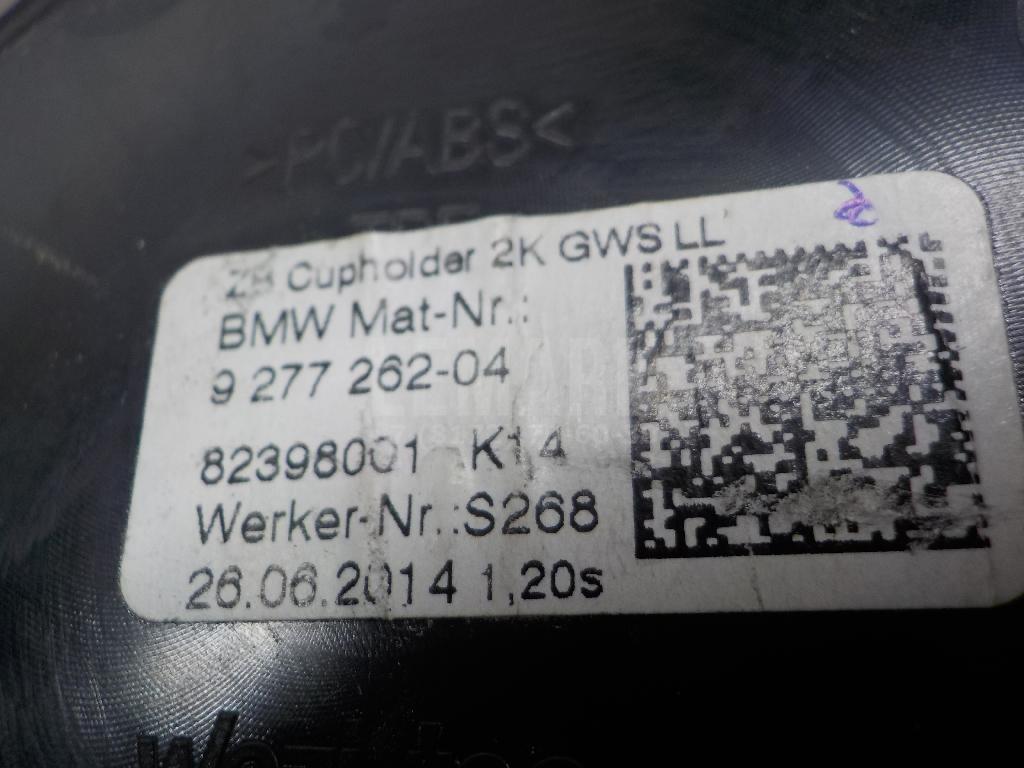 >PC/ABS<
ZB Cupholder 2K GWS LL
BMW Mat-Nr.:
9 277 262-04
82398001 K14
Werker-Nr.:S268
26.06.2014 1,20s